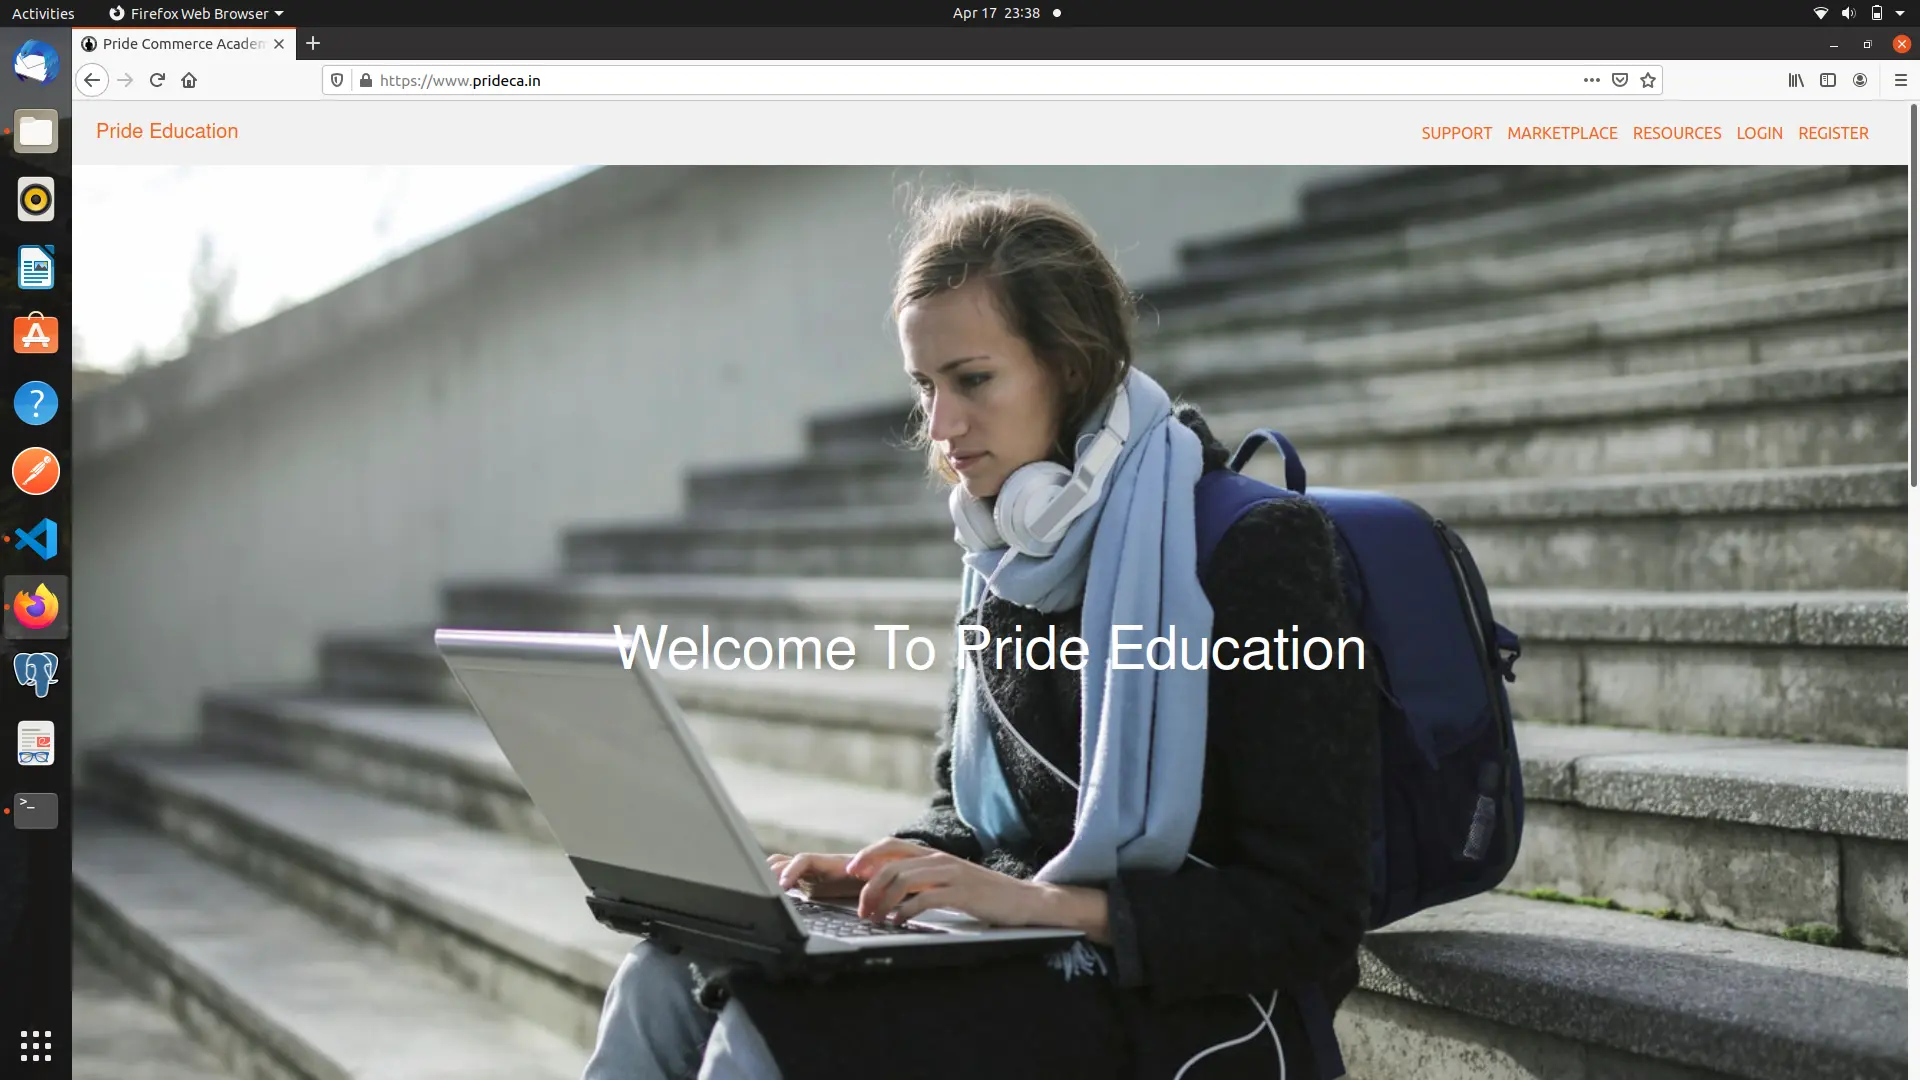 Activities
Firefox Web Browser
Apr 17 23:38
Pride Commerce Academ
https://www.prideca.in
Pride Education
SUPPORT MARKETPLACE RESOURCES LOGIN REGISTER
Welcome To Pride Education